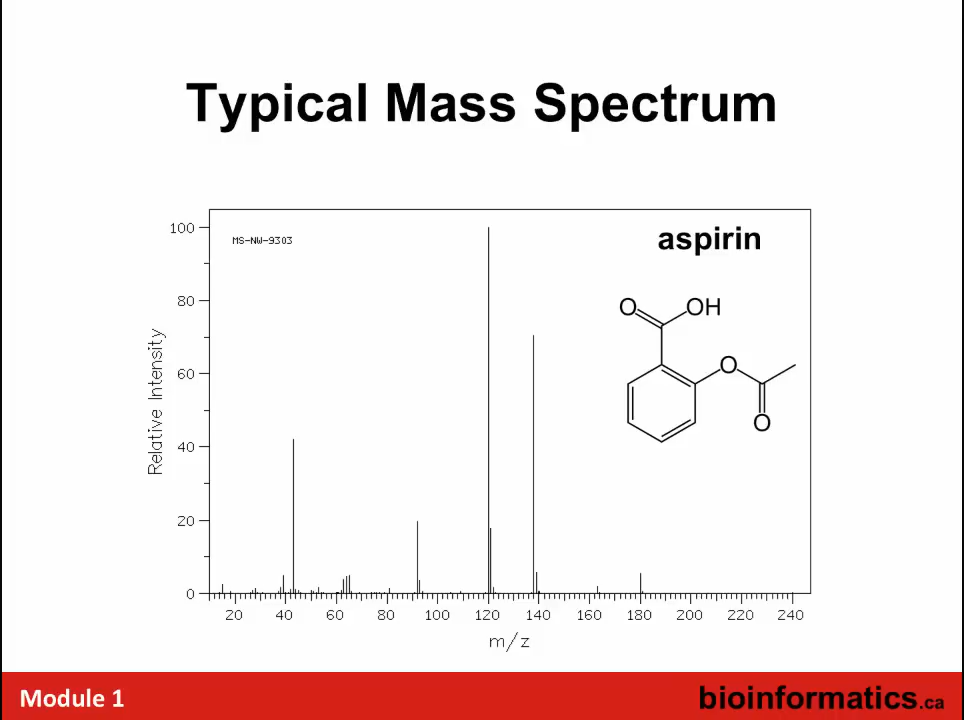 Typical Mass Spectrum
MS-NW-9303
aspirin
O
OH
O
O
Relative Intensity
100
80
60
40
20
0
20 40 60 80 100 120 140 160 180 200 220 240
m/z
Module 1
bioinformatics.ca